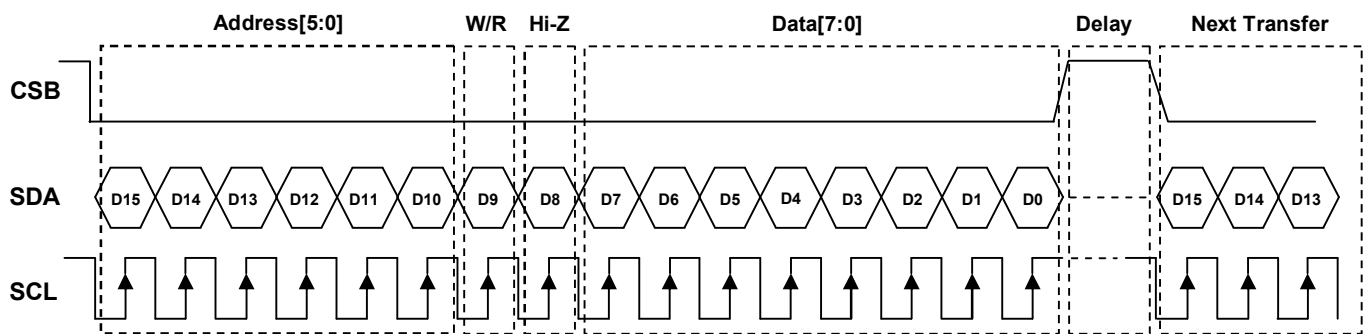 Address[5:0] W/R Hi-Z Data[7:0] Delay Next Transfer
CSB
SDA D15 D14 D13 D12 D11 D10 D9 D8 D7 D6 D5 D4 D3 D2 D1 D0 D15 D14 D13
SCL